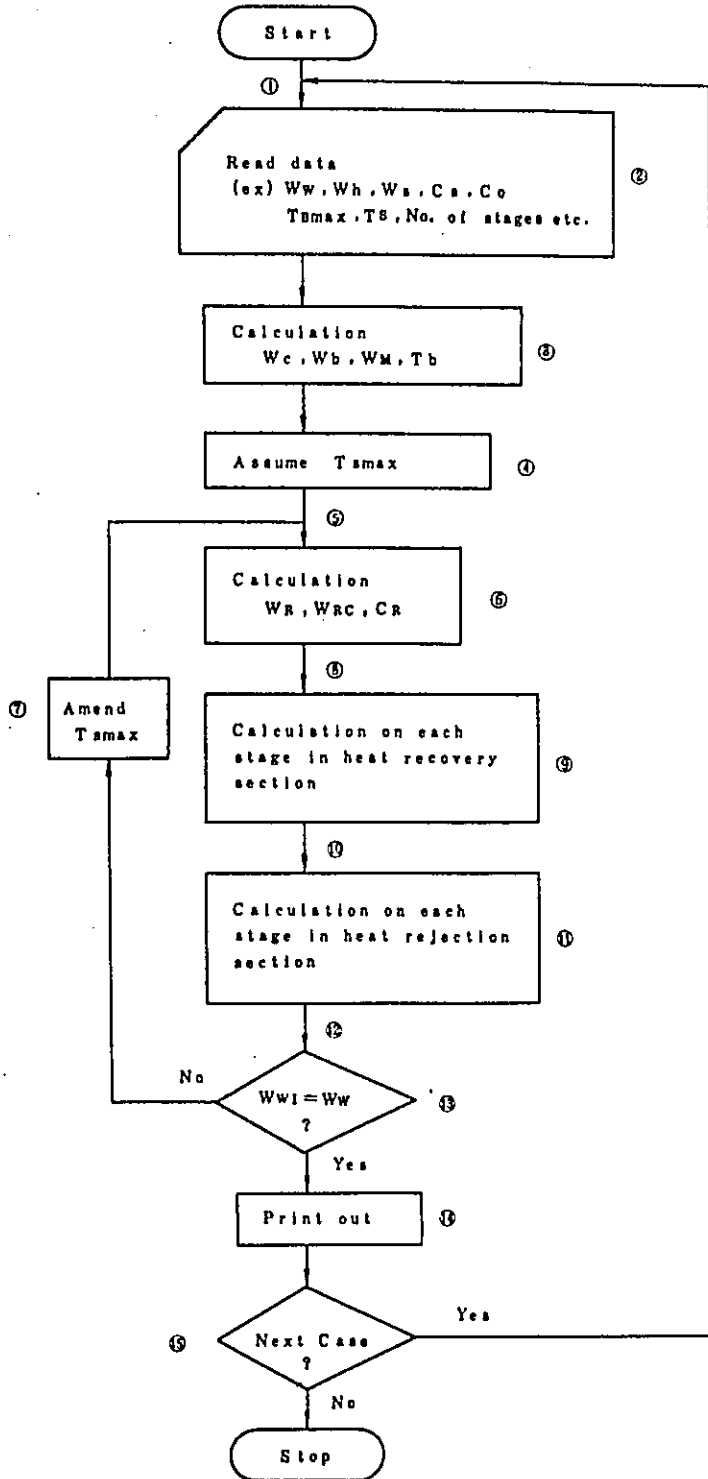 Start
①
Read data
(ex) Ww, Wh, Ws, Cs, Co
TBmax, TS, No. of stages etc.
②
Calculation
Wc, Wb, WM, Tb
③
Assume Tsmax
④
⑤
Calculation
WR, WRC, CR
⑥
⑦
Amend
Tsmax
⑧
Calculation on each
stage in heat recovery
section
⑨
⑩
Calculation on each
stage in heat rejection
section
⑪
⑫
No
WWI=WW
?
⑬
Yes
Print out
⑭
⑮
Next Case
?
Yes
No
Stop